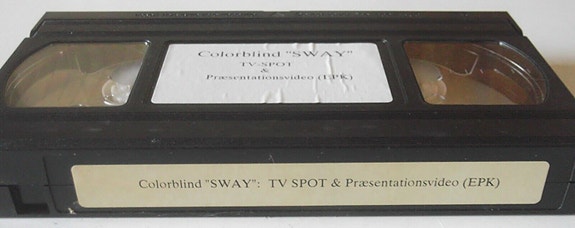 Colorblind "SWAY"
TV-SPOT
&
Præsentationsvideo (EPK)
Colorblind "SWAY": TV SPOT & Præsentationsvideo (EPK)